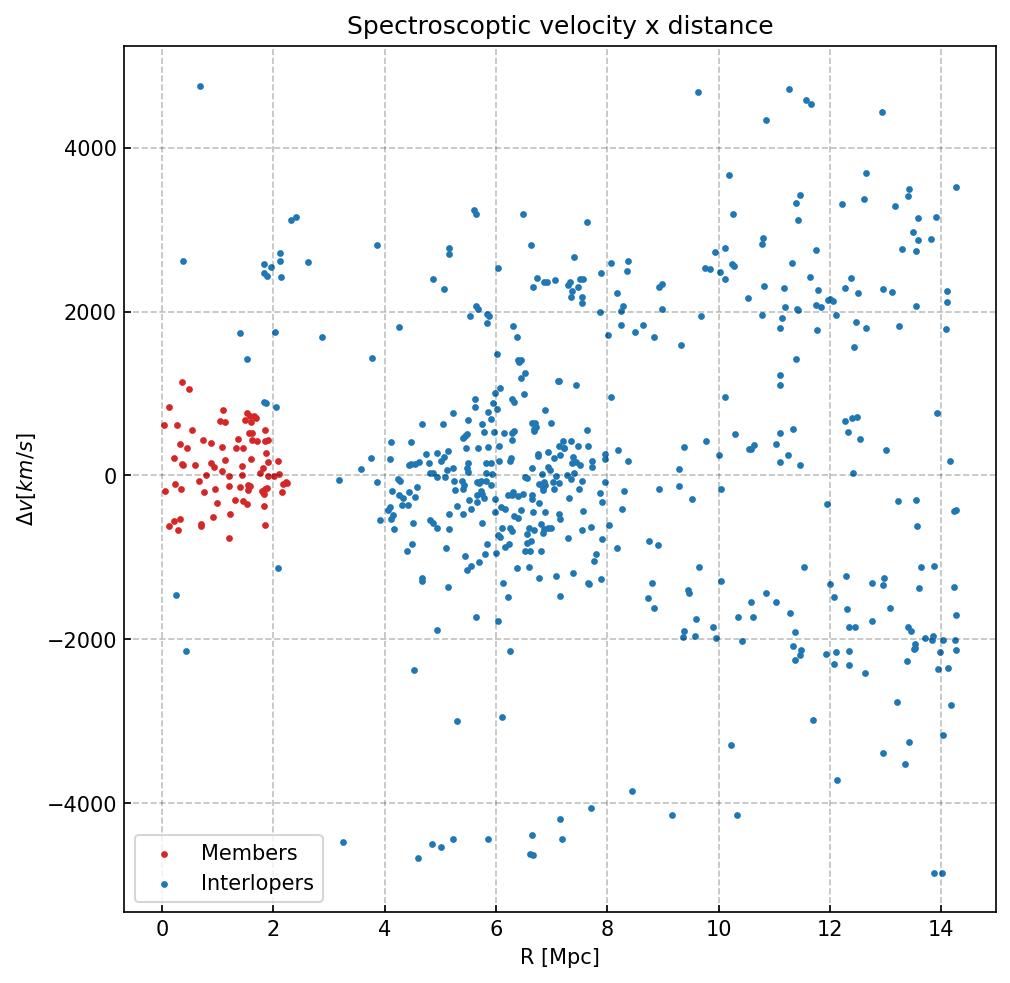 Spectroscoptic velocity x distance
Δv[km/s]
4000
2000
0
−2000
−4000
Members
Interlopers
0 2 4 6 8 10 12 14
R [Mpc]